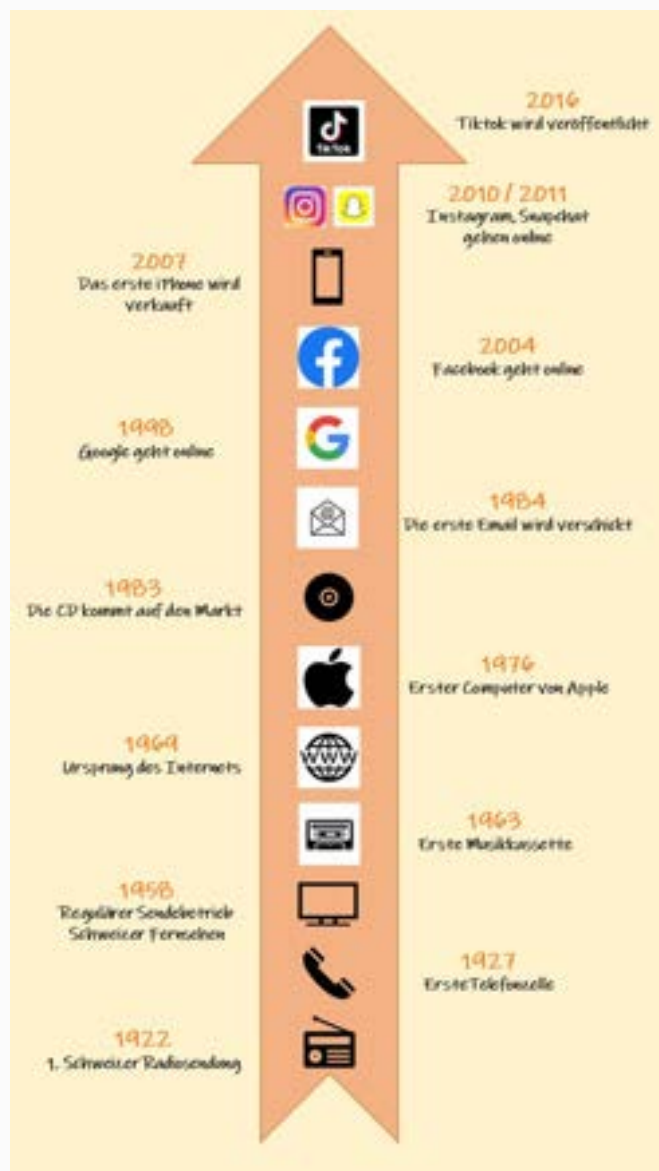 2016
Tiktok wird veröffentlicht
TikTok
2010 / 2011
Instagram, Snapchat
gehen online
2007
Das erste iPhone wird
verkauft
2004
Facebook geht online
1998
Google geht online
1984
Die erste Email wird verschickt
1983
Die CD kommt auf den Markt
1976
Erster Computer von Apple
1969
Ursprung des Internets
WWW
1963
Erste Musikkassette
1958
Regulärer Sendebetrieb
Schweizer Fernsehen
1927
Erste Telefonzelle
1922
1. Schweizer Radiosendung